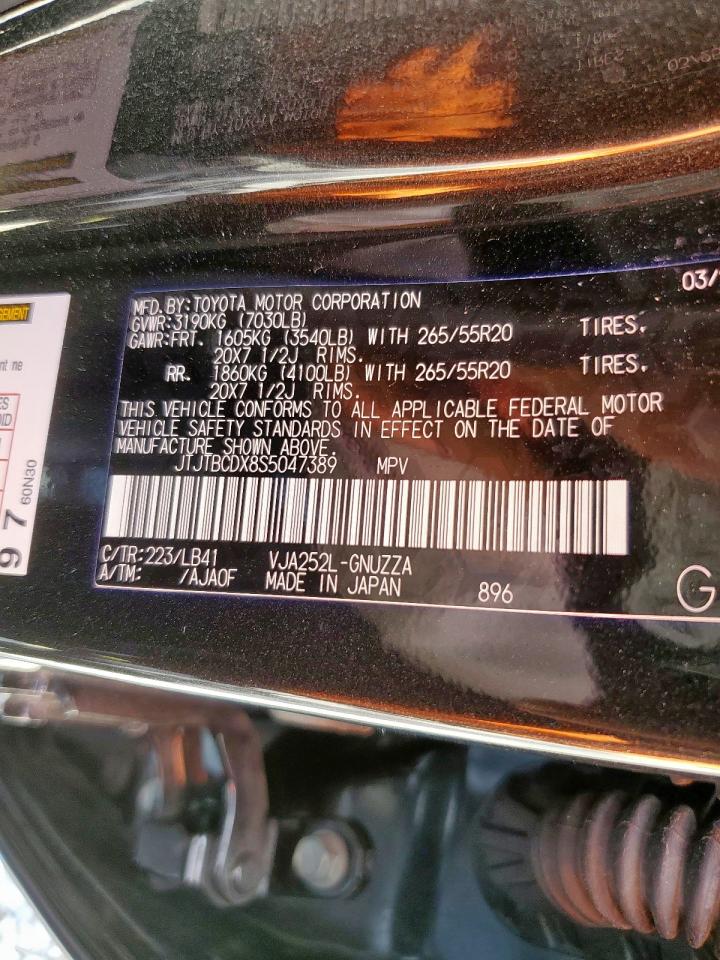 03/
MFD.BY:TOYOTA MOTOR CORPORATION
GVWR:3190KG (7030LB)
GAWR:FRT. 1605KG (3540LB) WITH 265/55R20 TIRES.
20X7 1/2J RIMS.
RR. 1860KG (4100LB) WITH 265/55R20 TIRES.
20X7 1/2J RIMS.
THIS VEHICLE CONFORMS TO ALL APPLICABLE FEDERAL MOTOR
VEHICLE SAFETY STANDARDS IN EFFECT ON THE DATE OF
MANUFACTURE SHOWN ABOVE.
JTJTBCDX8S5047389 MPV
C/TR:223/LB41 VJA252L-GNUZZA
A/TM: /AJA0F MADE IN JAPAN 896
G
97
60N30